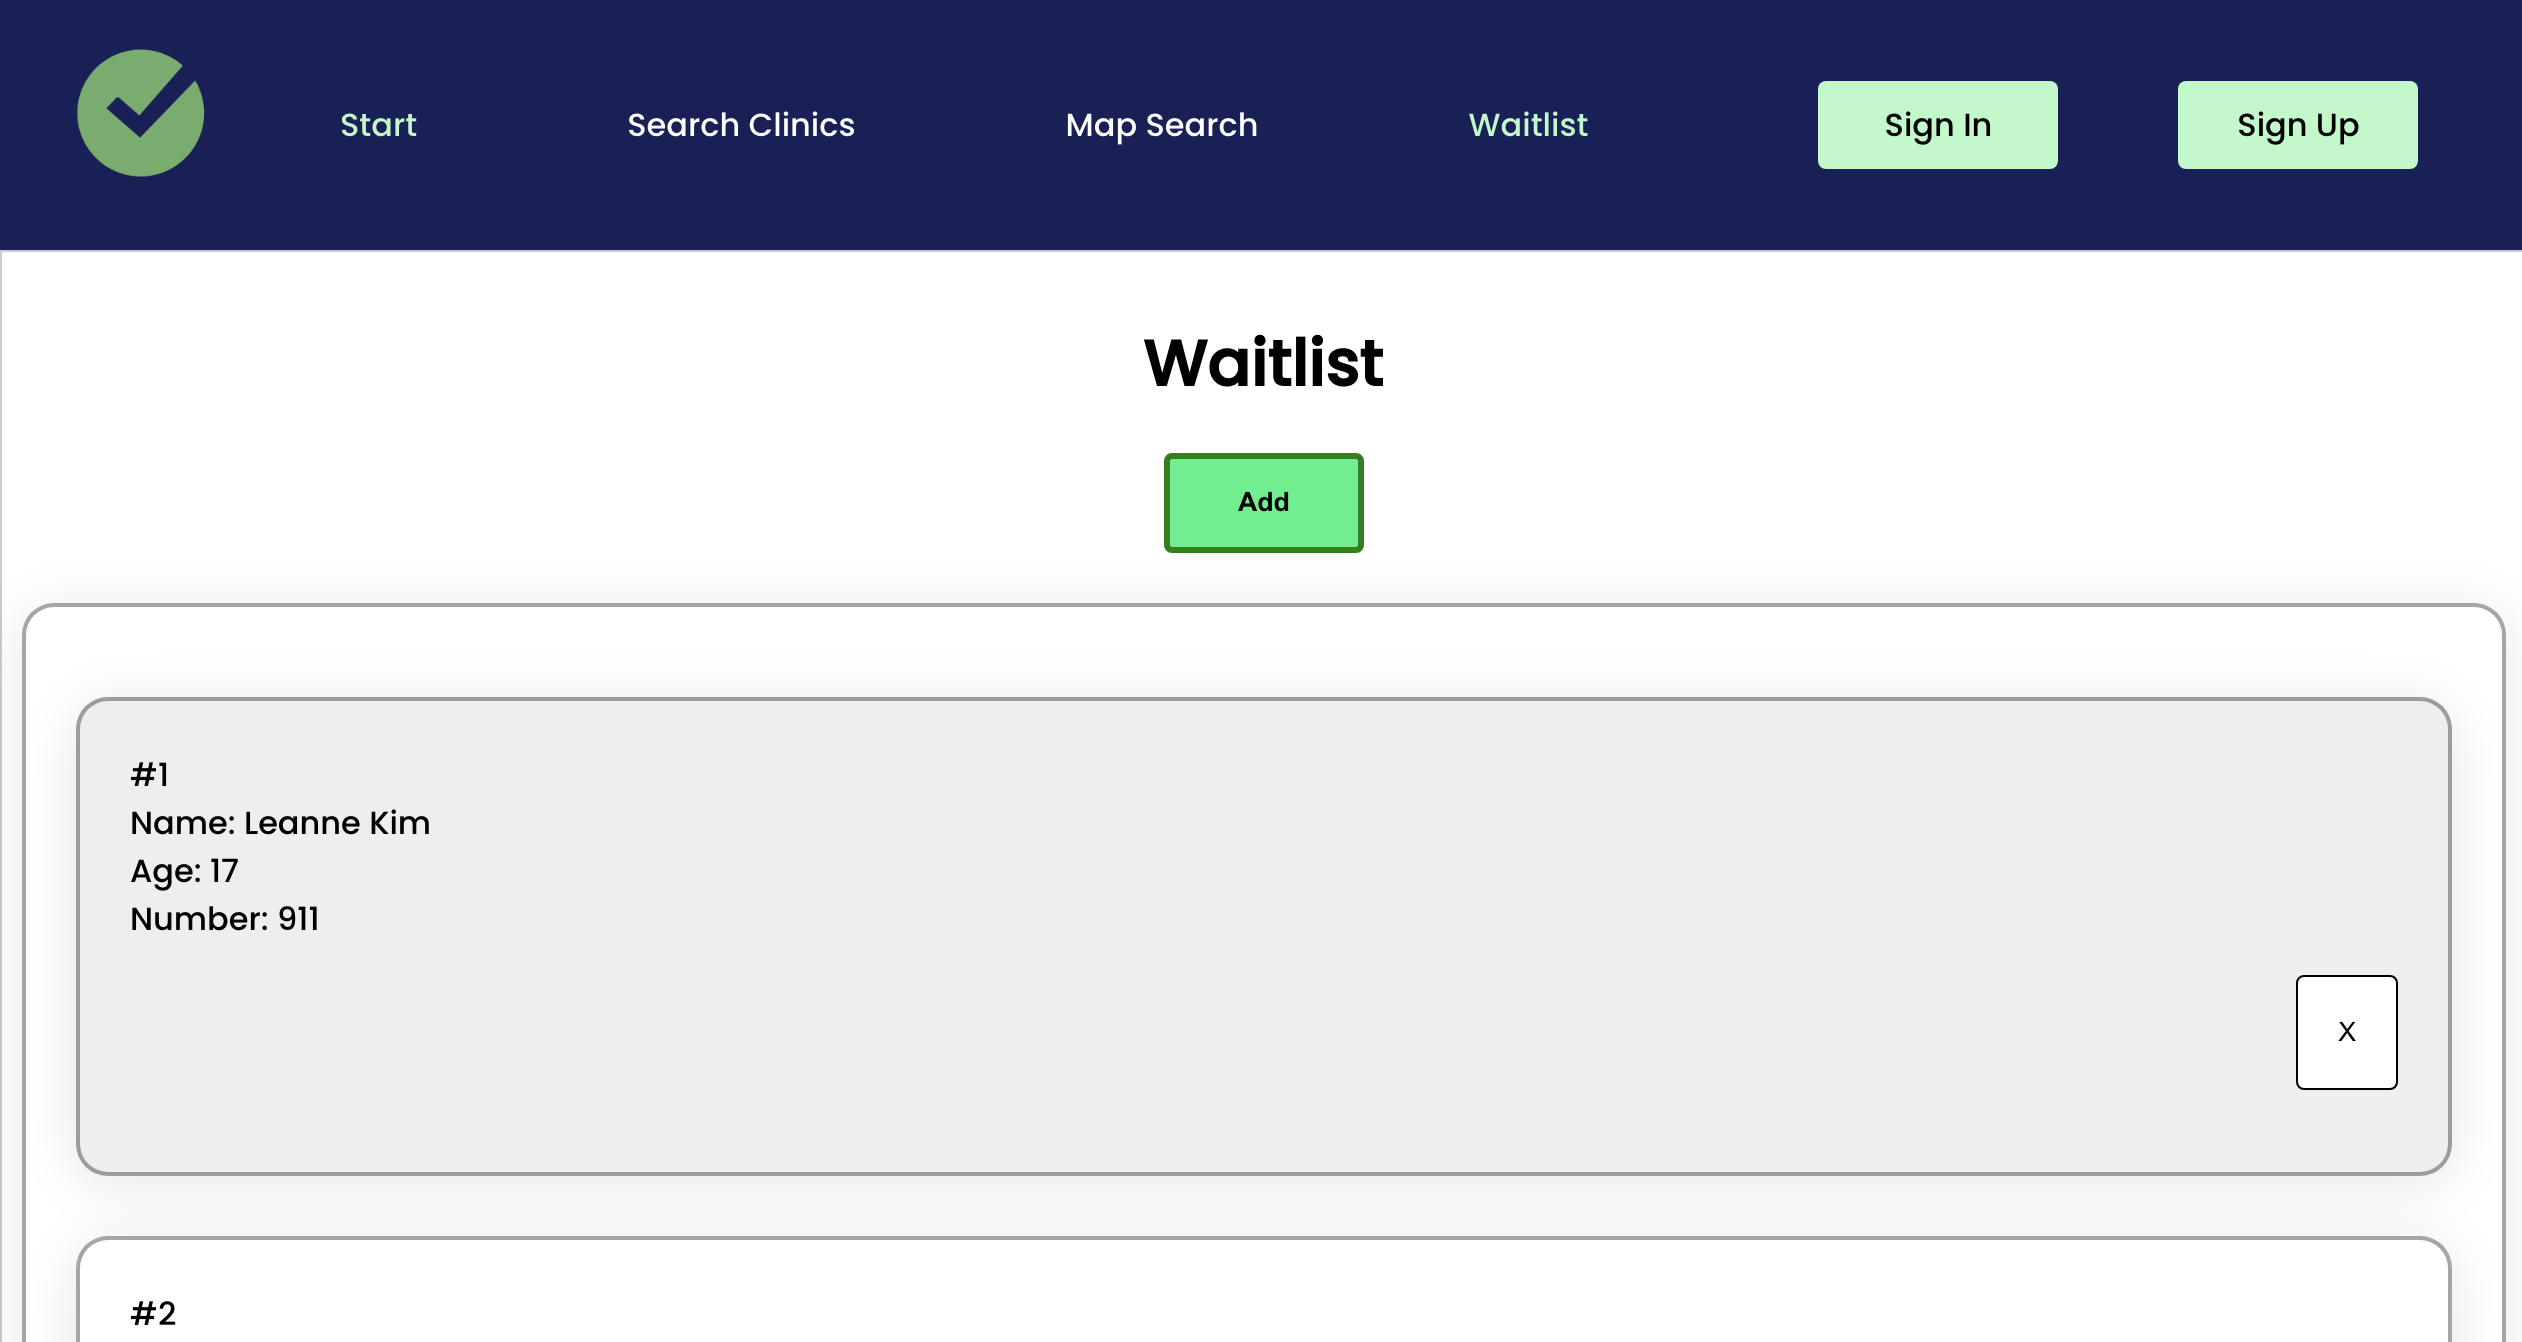 Start
Search Clinics
Map Search
Waitlist
Sign In
Sign Up
Waitlist
Add
#1
Name: Leanne Kim
Age: 17
Number: 911
X
#2